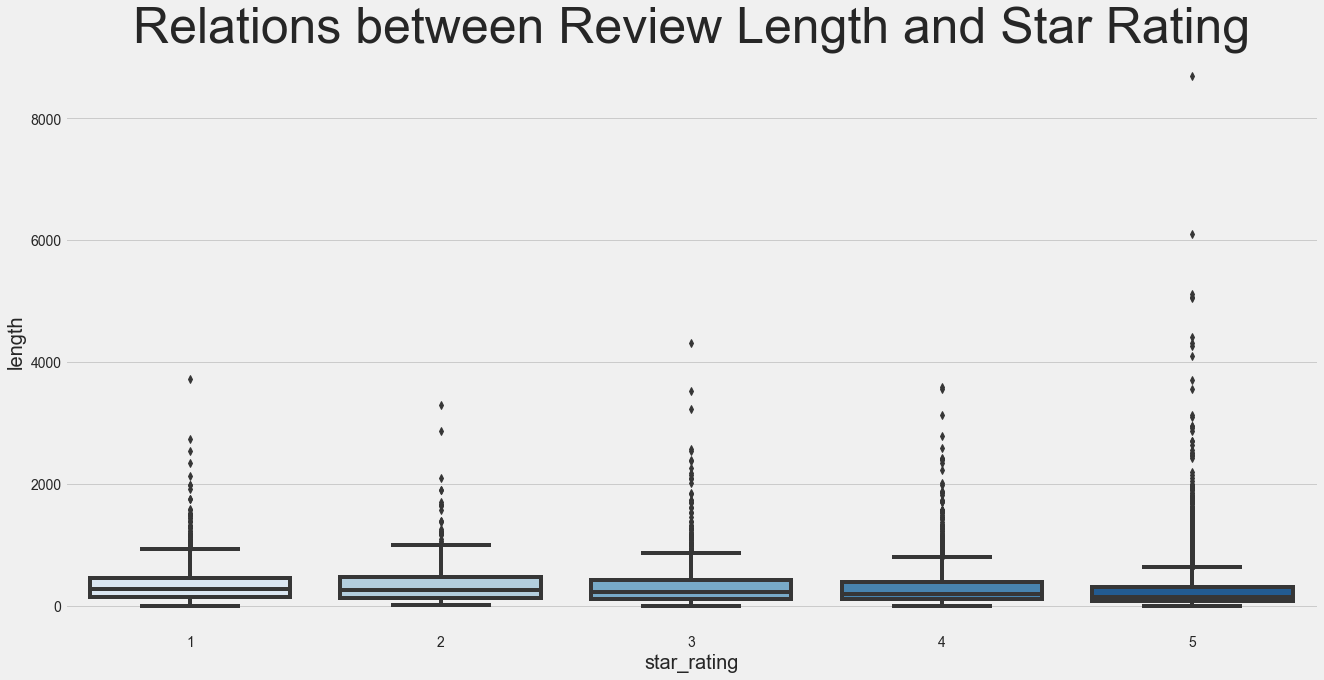 Relations between Review Length and Star Rating
8000
6000
4000
2000
0
length
1 2 3 4 5
star_rating